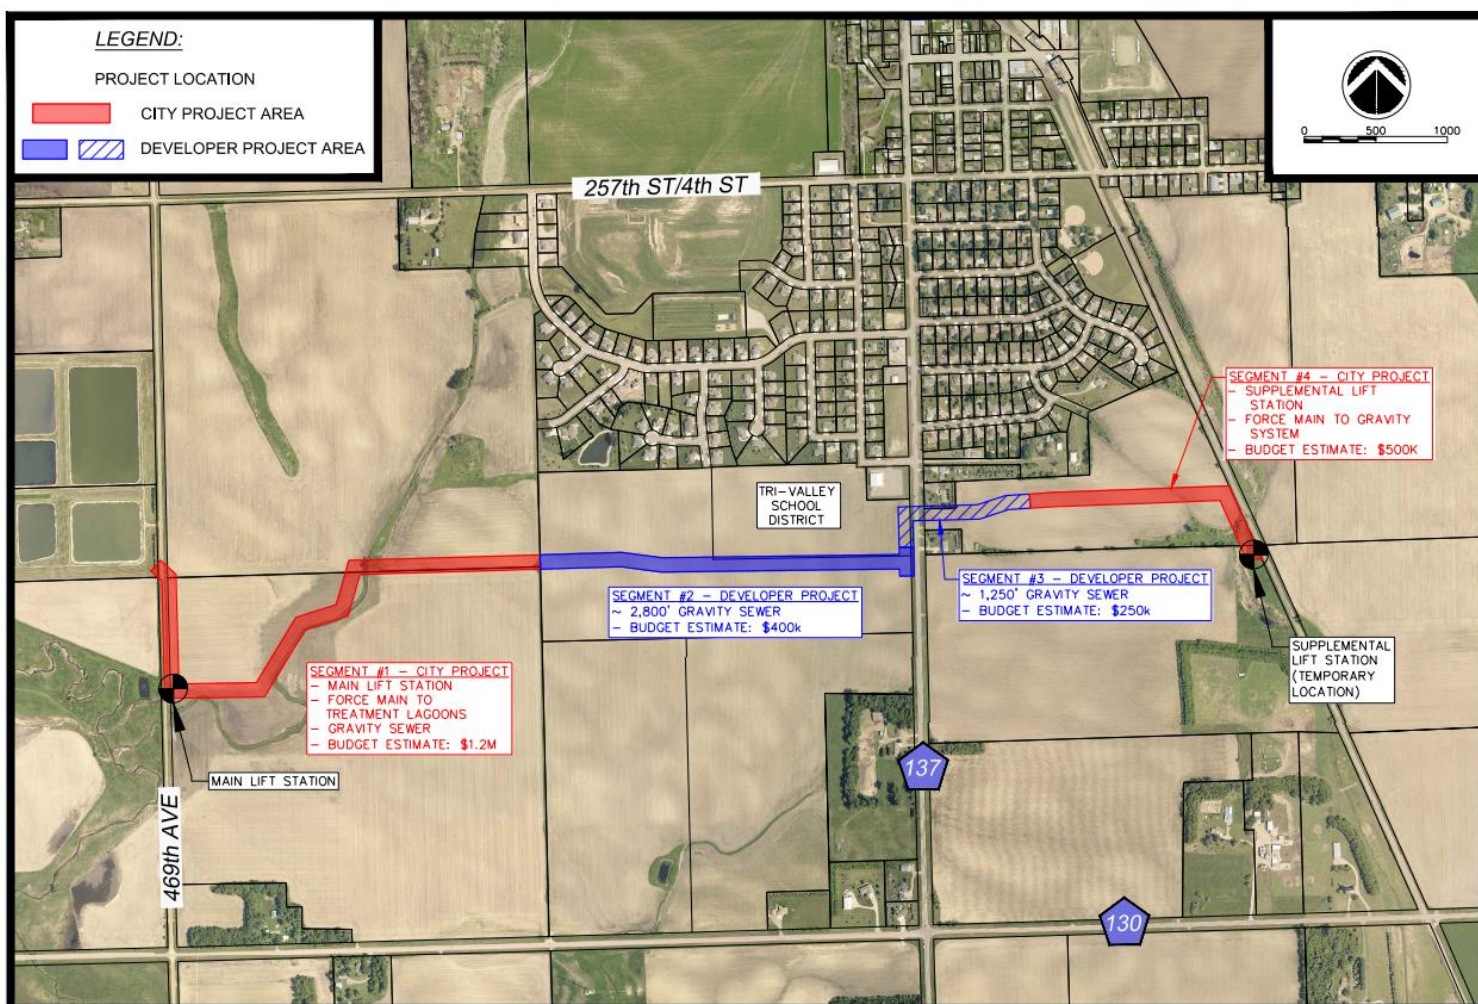 LEGEND:
PROJECT LOCATION
CITY PROJECT AREA
DEVELOPER PROJECT AREA
0 500 1000
257th ST/4th ST
SEGMENT #4 – CITY PROJECT
– SUPPLEMENTAL LIFT
STATION
– FORCE MAIN TO GRAVITY
SYSTEM
– BUDGET ESTIMATE: $500K
TRI–VALLEY
SCHOOL
DISTRICT
SEGMENT #2 – DEVELOPER PROJECT
~ 2,800' GRAVITY SEWER
– BUDGET ESTIMATE: $400k
SEGMENT #3 – DEVELOPER PROJECT
~ 1,250' GRAVITY SEWER
– BUDGET ESTIMATE: $250k
SUPPLEMENTAL
LIFT STATION
(TEMPORARY
LOCATION)
SEGMENT #1 – CITY PROJECT
– MAIN LIFT STATION
– FORCE MAIN TO
TREATMENT LAGOONS
– GRAVITY SEWER
– BUDGET ESTIMATE: $1.2M
MAIN LIFT STATION
137
469th AVE
130